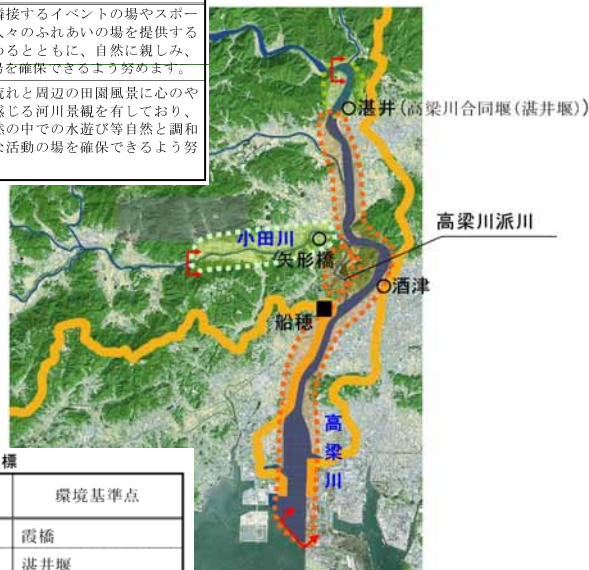 隣接するイベントの場やスポー
人々のふれあいの場を提供する
めるとともに、自然に親しみ、
場を確保できるよう努めます。
流れと周辺の田園風景に心のや
感じる河川景観を有しており、
然の中での水遊び等自然と調和
な活動の場を確保できるよう努
湛井(高梁川合同堰(湛井堰))
高梁川派川
小田川
矢形橋
酒津
船穂
高梁川
標
環境基準点
霞橋
湛井堰